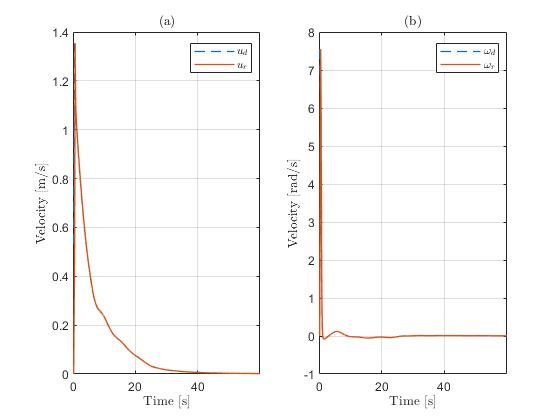 (a)
1.4
1.2
1
0.8
0.6
0.4
0.2
0
0 20 40
Velocity [m/s]
Time [s]
u_d
u_r
(b)
8
7
6
5
4
3
2
1
0
-1
0 20 40
Velocity [rad/s]
Time [s]
ω_d
ω_r